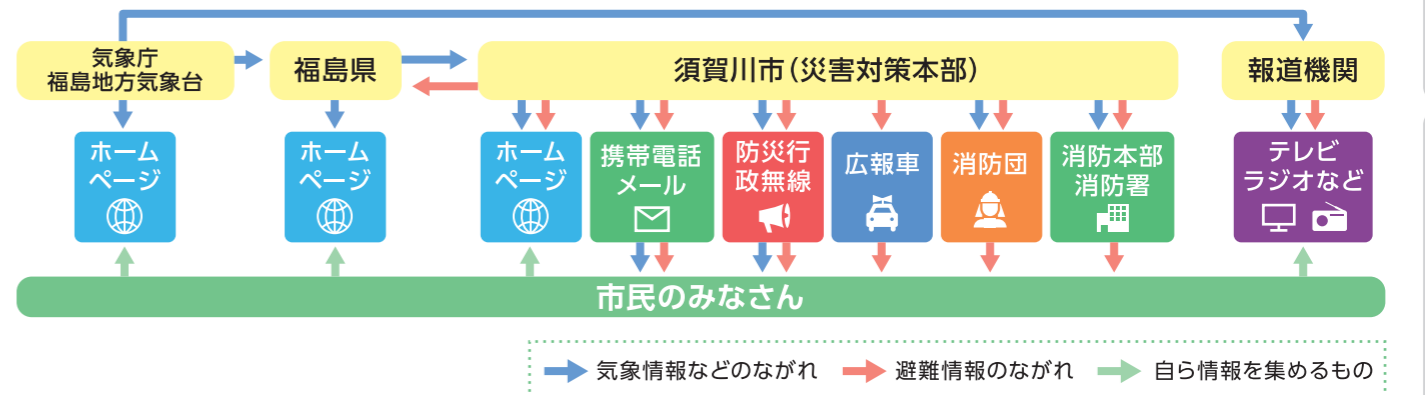 気象庁
福島地方気象台
福島県
須賀川市（災害対策本部）
報道機関
ホーム
ページ
ホーム
ページ
ホーム
ページ
携帯電話
メール
防災行
政無線
広報車
消防団
消防本部
消防署
テレビ
ラジオなど
市民のみなさん
気象情報などのながれ
避難情報のながれ
自ら情報を集めるもの